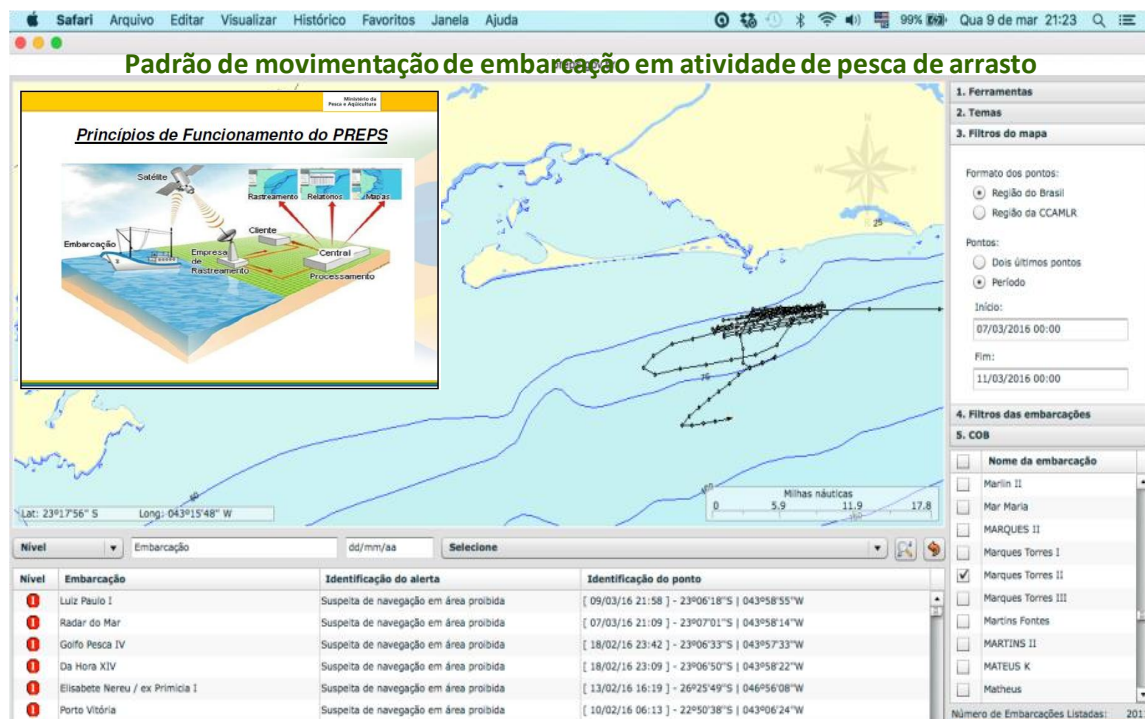 Safari Arquivo Editar Visualizar Histórico Favoritos Janela Ajuda 99% Qua 9 de mar 21:23
Padrão de movimentação de embarcação em atividade de pesca de arrasto
Ministério da
Pesca e Aqüicultura
Princípios de Funcionamento do PREPS
Satélite
Rastreamento Relatorios Mapas
Embarcação
Cliente
Empresa
de
Rastreamento
Central
Processamento
W
25
75
50
100
150
Lat: 23º17'56" S Long: 043º15'48" W
Milhas náuticas
0 5.9 11.9 17.8
1. Ferramentas
2. Temas
3. Filtros do mapa
Formato dos pontos:
Região do Brasil
Região da CCAMLR
Pontos:
Dois últimos pontos
Período
Início:
07/03/2016 00:00
Fim:
11/03/2016 00:00
4. Filtros das embarcações
5. COB
Nome da embarcação
Marlin II
Mar Maria
MARQUES II
Marques Torres I
Marques Torres II
Marques Torres III
Martins Fontes
MARTINS II
MATEUS K
Matheus
Número de Embarcações Listadas: 201
Nível Embarcação dd/mm/aa Selecione
Nível Embarcação Identificação do alerta Identificação do ponto
Luiz Paulo I Suspeita de navegação em área proibida [ 09/03/16 21:58 ] - 23º06'18"S | 043º58'55"W
Radar do Mar Suspeita de navegação em área proibida [ 07/03/16 21:09 ] - 23º07'01"S | 043º58'14"W
Golfo Pesca IV Suspeita de navegação em área proibida [ 18/02/16 23:42 ] - 23º06'33"S | 043º57'33"W
Da Hora XIV Suspeita de navegação em área proibida [ 18/02/16 23:09 ] - 23º06'50"S | 043º58'22"W
Elisabete Nereu / ex Primicia I Suspeita de navegação em área proibida [ 13/02/16 16:19 ] - 26º25'49"S | 046º56'08"W
Porto Vitória Suspeita de navegação em área proibida [ 10/02/16 06:13 ] - 22º50'38"S | 043º06'24"W